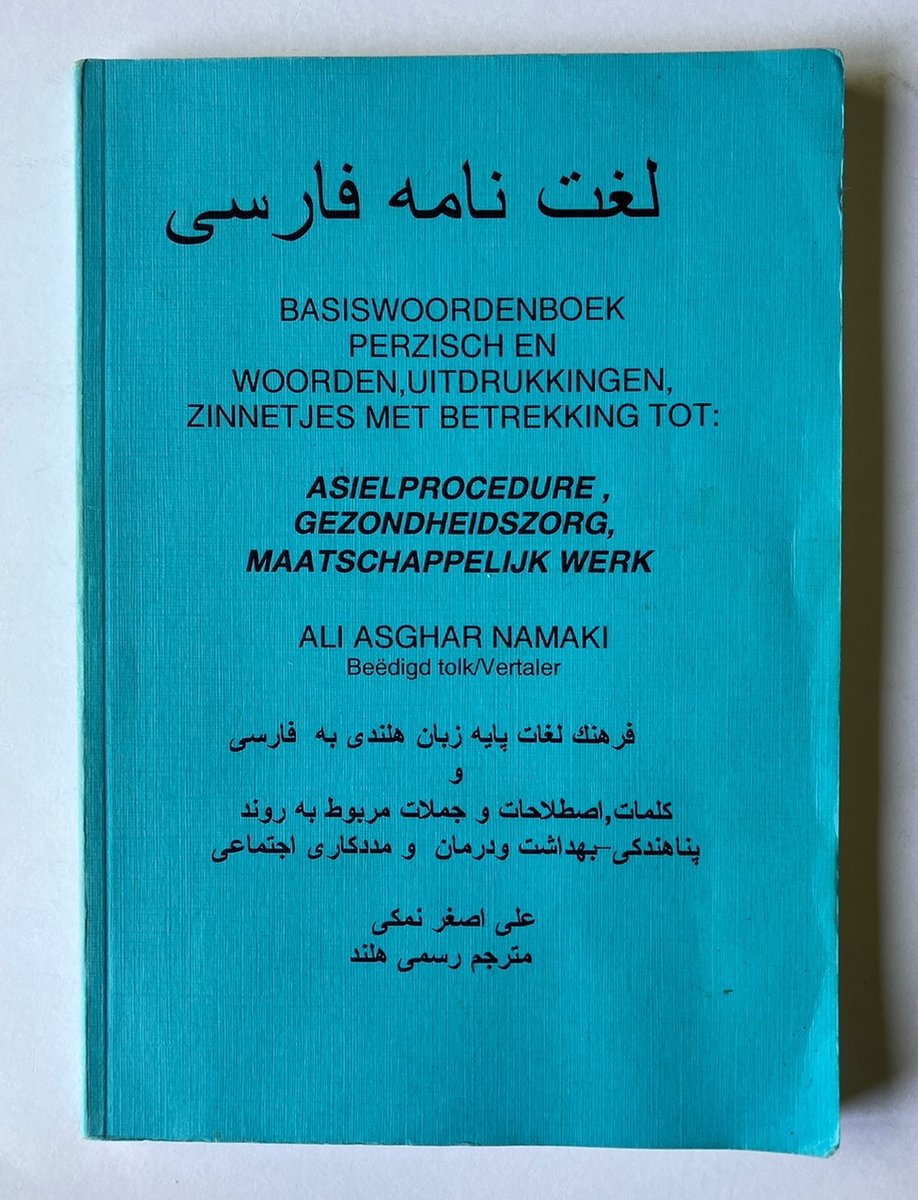 لغت نامه فارسی
BASISWOORDENBOEK
PERZISCH EN
WOORDEN,UITDRUKKINGEN,
ZINNETJES MET BETREKKING TOT:
ASIELPROCEDURE ,
GEZONDHEIDSZORG,
MAATSCHAPPELIJK WERK
ALI ASGHAR NAMAKI
Beëdigd tolk/Vertaler
فرهنك لغات پایه زبان هلندی به فارسی
و
كلمات,اصطلاحات و جملات مربوط به روند
پناهندكی–بهداشت ودرمان و مددكاری اجتماعی
علی اصغر نمكی
مترجم رسمی هلند